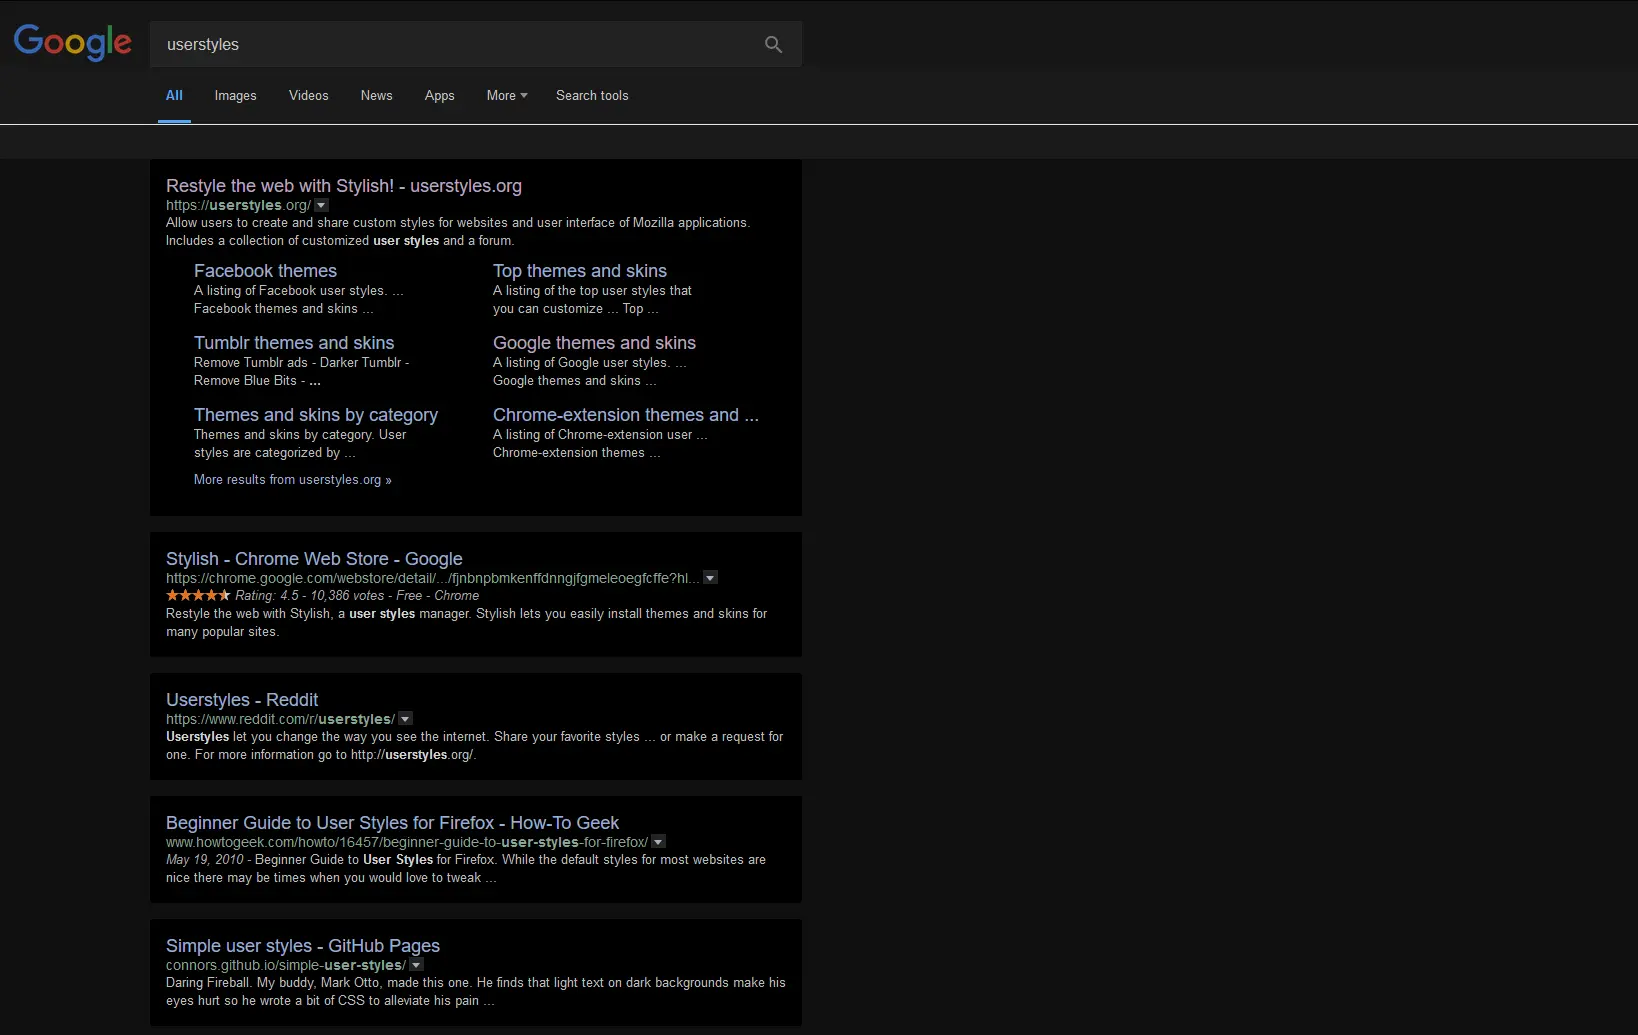 Google
userstyles
All Images Videos News Apps More Search tools
Restyle the web with Stylish! - userstyles.org
https://userstyles.org/
Allow users to create and share custom styles for websites and user interface of Mozilla applications.
Includes a collection of customized user styles and a forum.
Facebook themes
A listing of Facebook user styles. ...
Facebook themes and skins ...
Top themes and skins
A listing of the top user styles that
you can customize ... Top ...
Tumblr themes and skins
Remove Tumblr ads - Darker Tumblr -
Remove Blue Bits - ...
Google themes and skins
A listing of Google user styles. ...
Google themes and skins ...
Themes and skins by category
Themes and skins by category. User
styles are categorized by ...
Chrome-extension themes and ...
A listing of Chrome-extension user ...
Chrome-extension themes ...
More results from userstyles.org »
Stylish - Chrome Web Store - Google
https://chrome.google.com/webstore/detail/.../fjnbnpbmkenffdnngjfgmeleoegfcffe?hl...
Rating: 4.5 - 10,386 votes - Free - Chrome
Restyle the web with Stylish, a user styles manager. Stylish lets you easily install themes and skins for
many popular sites.
Userstyles - Reddit
https://www.reddit.com/r/userstyles/
Userstyles let you change the way you see the internet. Share your favorite styles ... or make a request for
one. For more information go to http://userstyles.org/.
Beginner Guide to User Styles for Firefox - How-To Geek
www.howtogeek.com/howto/16457/beginner-guide-to-user-styles-for-firefox/
May 19, 2010 - Beginner Guide to User Styles for Firefox. While the default styles for most websites are
nice there may be times when you would love to tweak ...
Simple user styles - GitHub Pages
connors.github.io/simple-user-styles/
Daring Fireball. My buddy, Mark Otto, made this one. He finds that light text on dark backgrounds make his
eyes hurt so he wrote a bit of CSS to alleviate his pain ...